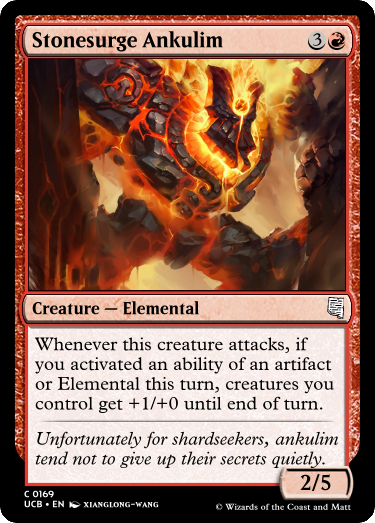 Stonesurge Ankulim 3
Creature — Elemental
Whenever this creature attacks, if
you activated an ability of an artifact
or Elemental this turn, creatures you
control get +1/+0 until end of turn.
Unfortunately for shardseekers, ankulim
tend not to give up their secrets quietly.
2/5
C 0169
UCB • EN XIANGLONG-WANG
© Wizards of the Coast and Matt